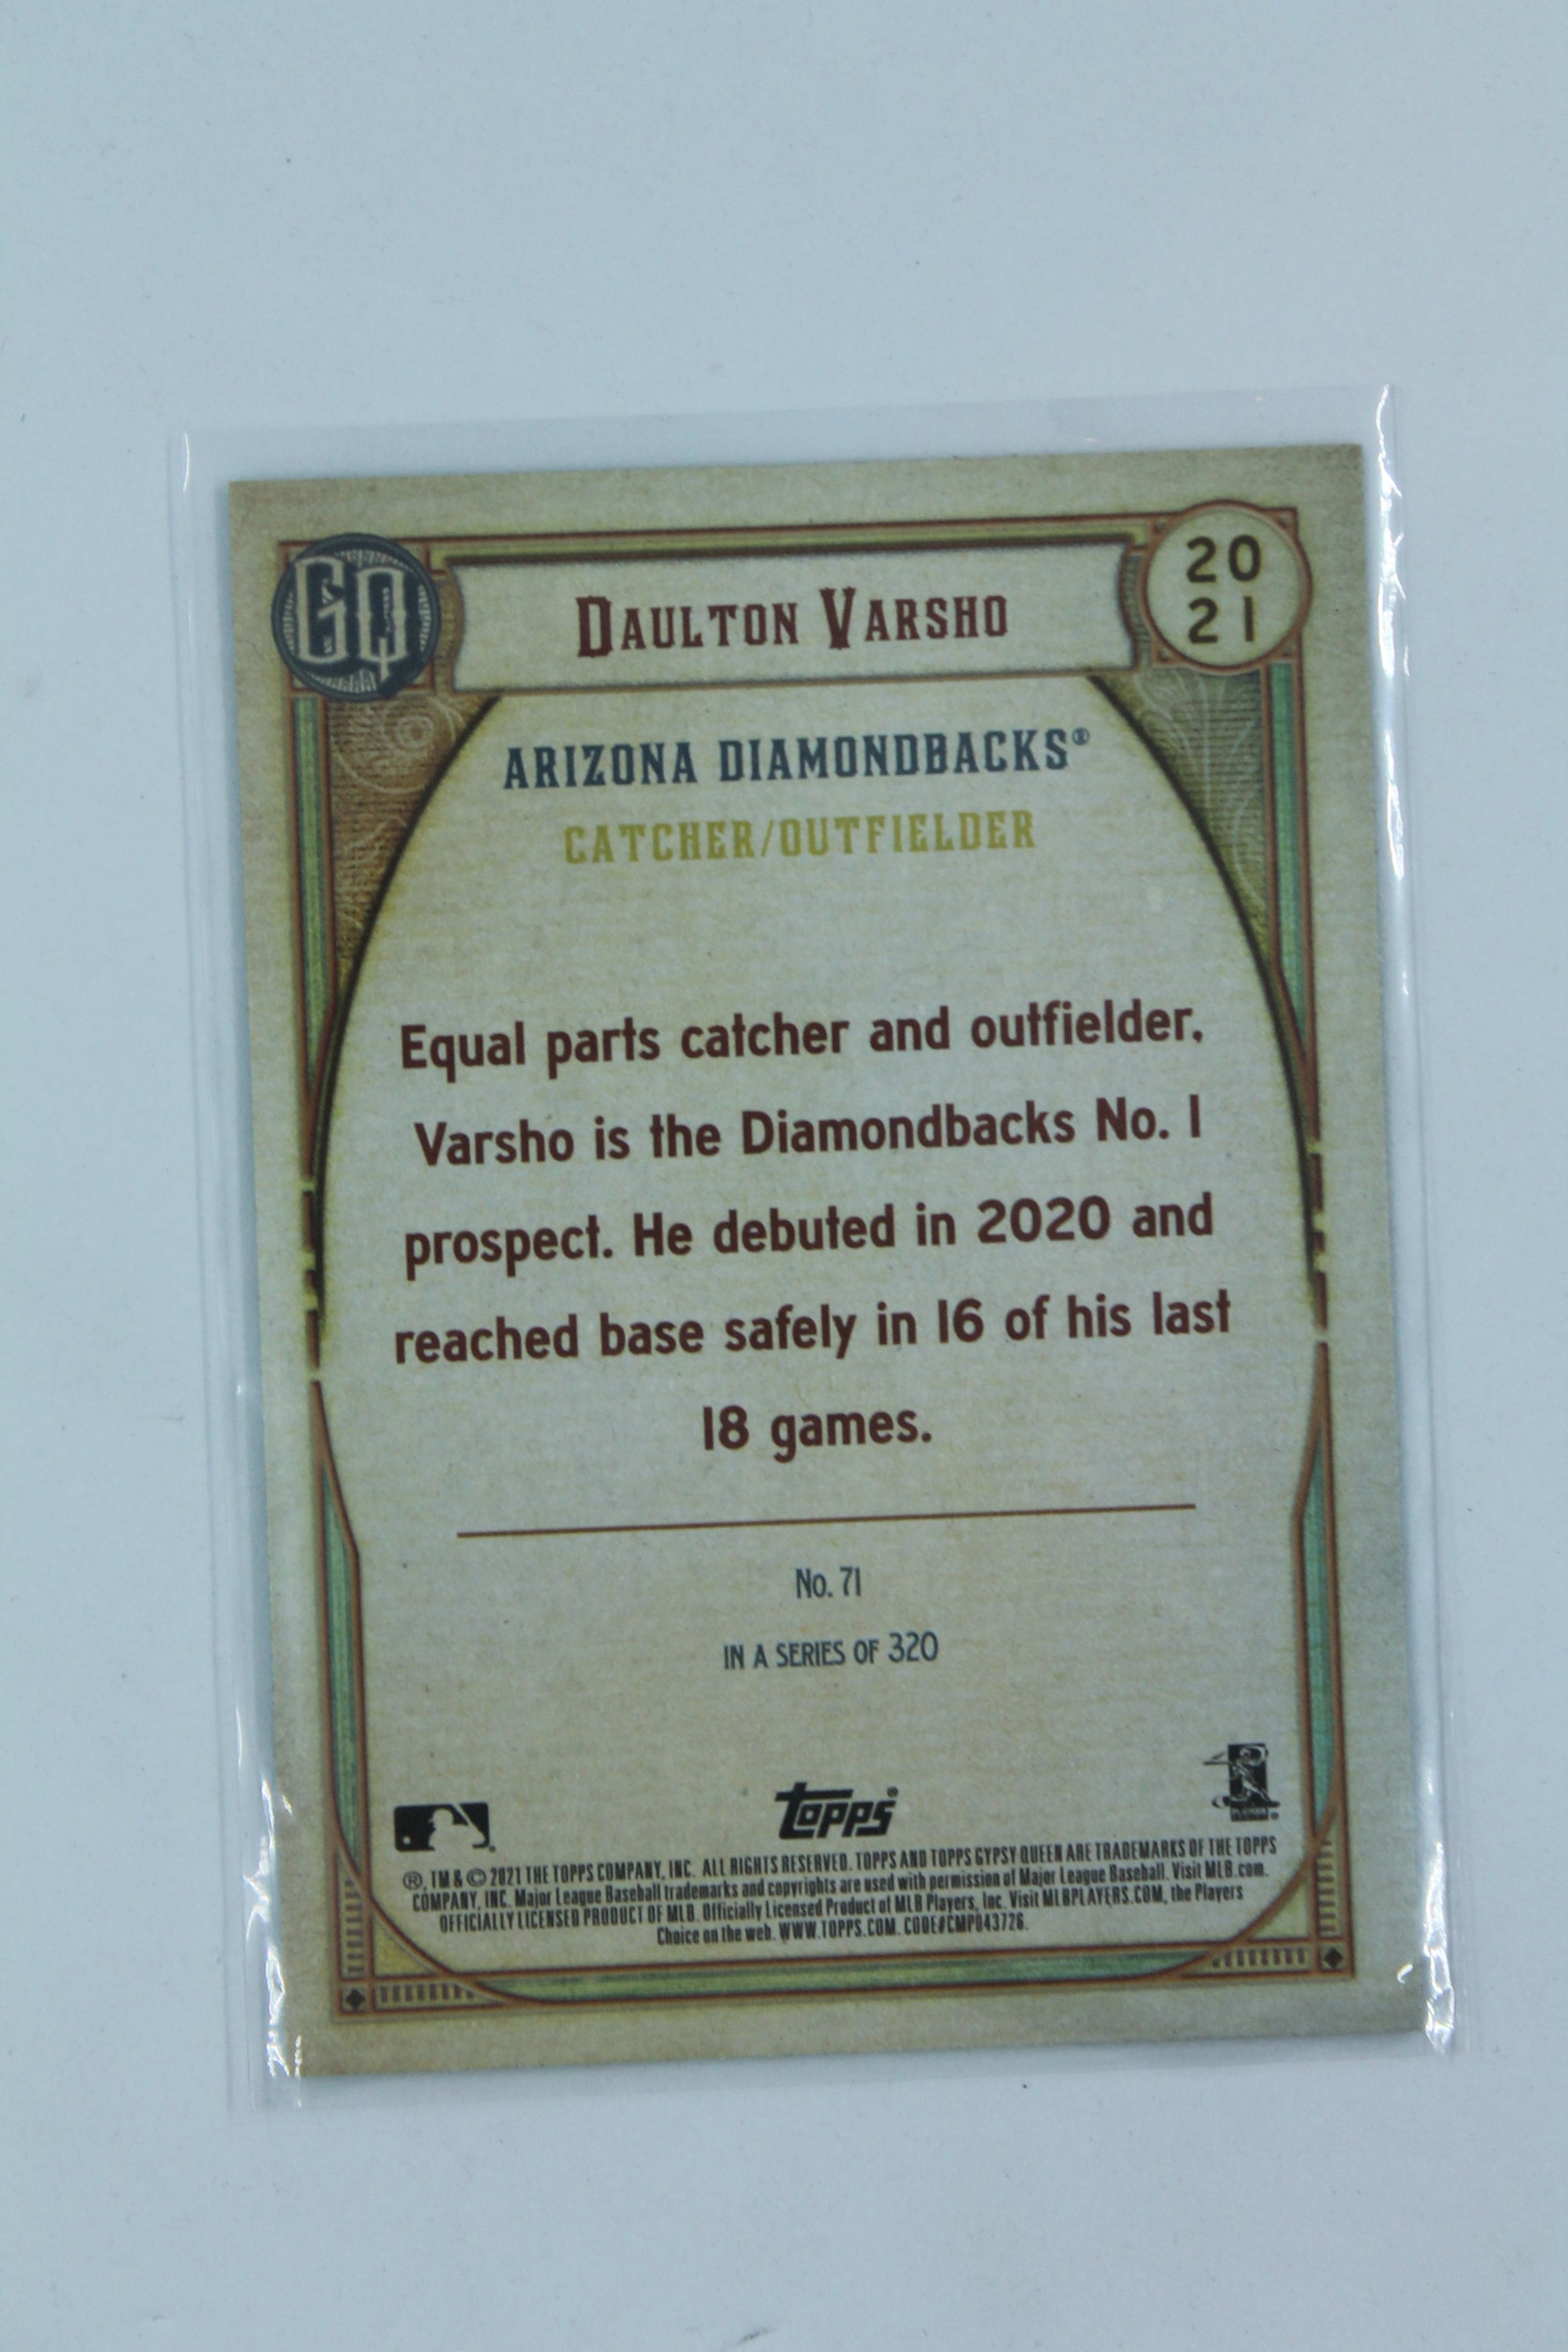 GQ
DAULTON VARSHO
20
21
ARIZONA DIAMONDBACKS®
CATCHER/OUTFIELDER
Equal parts catcher and outfielder,
Varsho is the Diamondbacks No. 1
prospect. He debuted in 2020 and
reached base safely in 16 of his last
18 games.
No. 71
IN A SERIES OF 320
topps®
®, TM & © 2021 THE TOPPS COMPANY, INC. ALL RIGHTS RESERVED. TOPPS AND TOPPS GYPSY QUEEN ARE TRADEMARKS OF THE TOPPS
COMPANY, INC. Major League Baseball trademarks and copyrights are used with permission of Major League Baseball. Visit MLB.com.
OFFICIALLY LICENSED PRODUCT OF MLB. Officially Licensed Product of MLB Players, Inc. Visit MLBPLAYERS.COM, the Players
Choice on the web. WWW.TOPPS.COM. CODE#CMP043726.